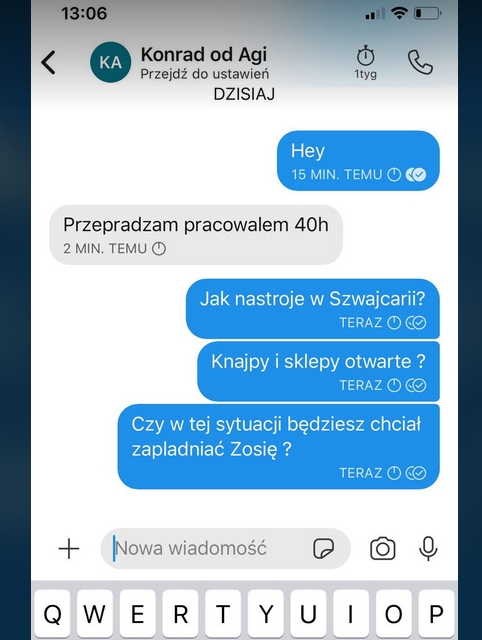 13:06
KA
Konrad od Agi
Przejdź do ustawień
1tyg
DZISIAJ
Hey
15 MIN. TEMU
Przepradzam pracowalem 40h
2 MIN. TEMU
Jak nastroje w Szwajcarii?
TERAZ
Knajpy i sklepy otwarte ?
TERAZ
Czy w tej sytuacji będziesz chciał
zapladniać Zosię ?
TERAZ
Nowa wiadomość
Q W E R T Y U I O P